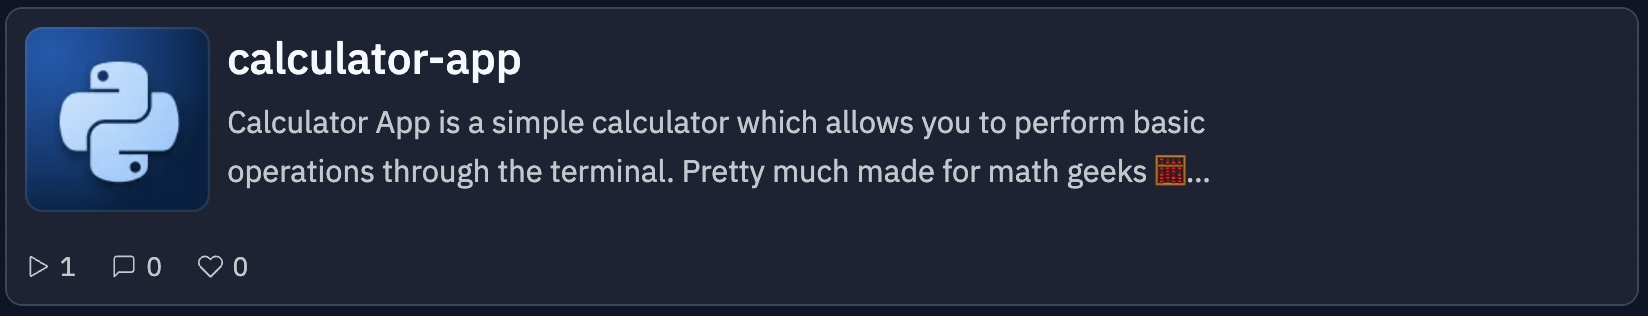 calculator-app
Calculator App is a simple calculator which allows you to perform basic
operations through the terminal. Pretty much made for math geeks 🧮...
1 0 0